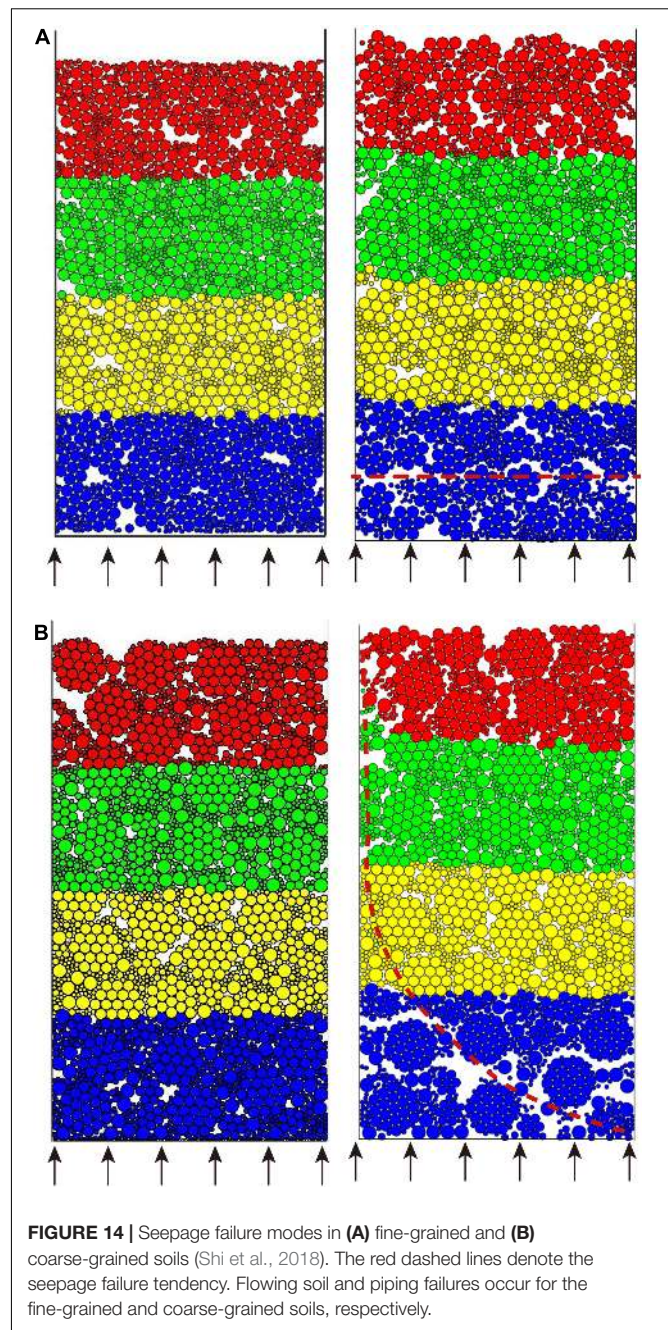 A
B
FIGURE 14 | Seepage failure modes in (A) fine-grained and (B)
coarse-grained soils (Shi et al., 2018). The red dashed lines denote the
seepage failure tendency. Flowing soil and piping failures occur for the
fine-grained and coarse-grained soils, respectively.